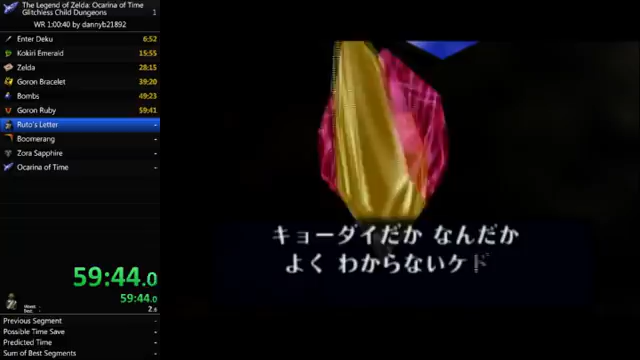 The Legend of Zelda: Ocarina of Time
Glitchless Child Dungeons 1
WR 1:00:40 by dannyb21892
Enter Deku 6:52
Kokiri Emerald 15:55
Zelda 28:15
Goron Bracelet 39:20
Bombs 49:23
Goron Ruby 59:41
Ruto's Letter -
Boomerang -
Zora Sapphire -
Ocarina of Time -
59:44.0
59:44.0
2.6
Previous Segment -
Possible Time Save -
Predicted Time -
Sum of Best Segments -
キョーダイだか なんだか
よく わからないケド